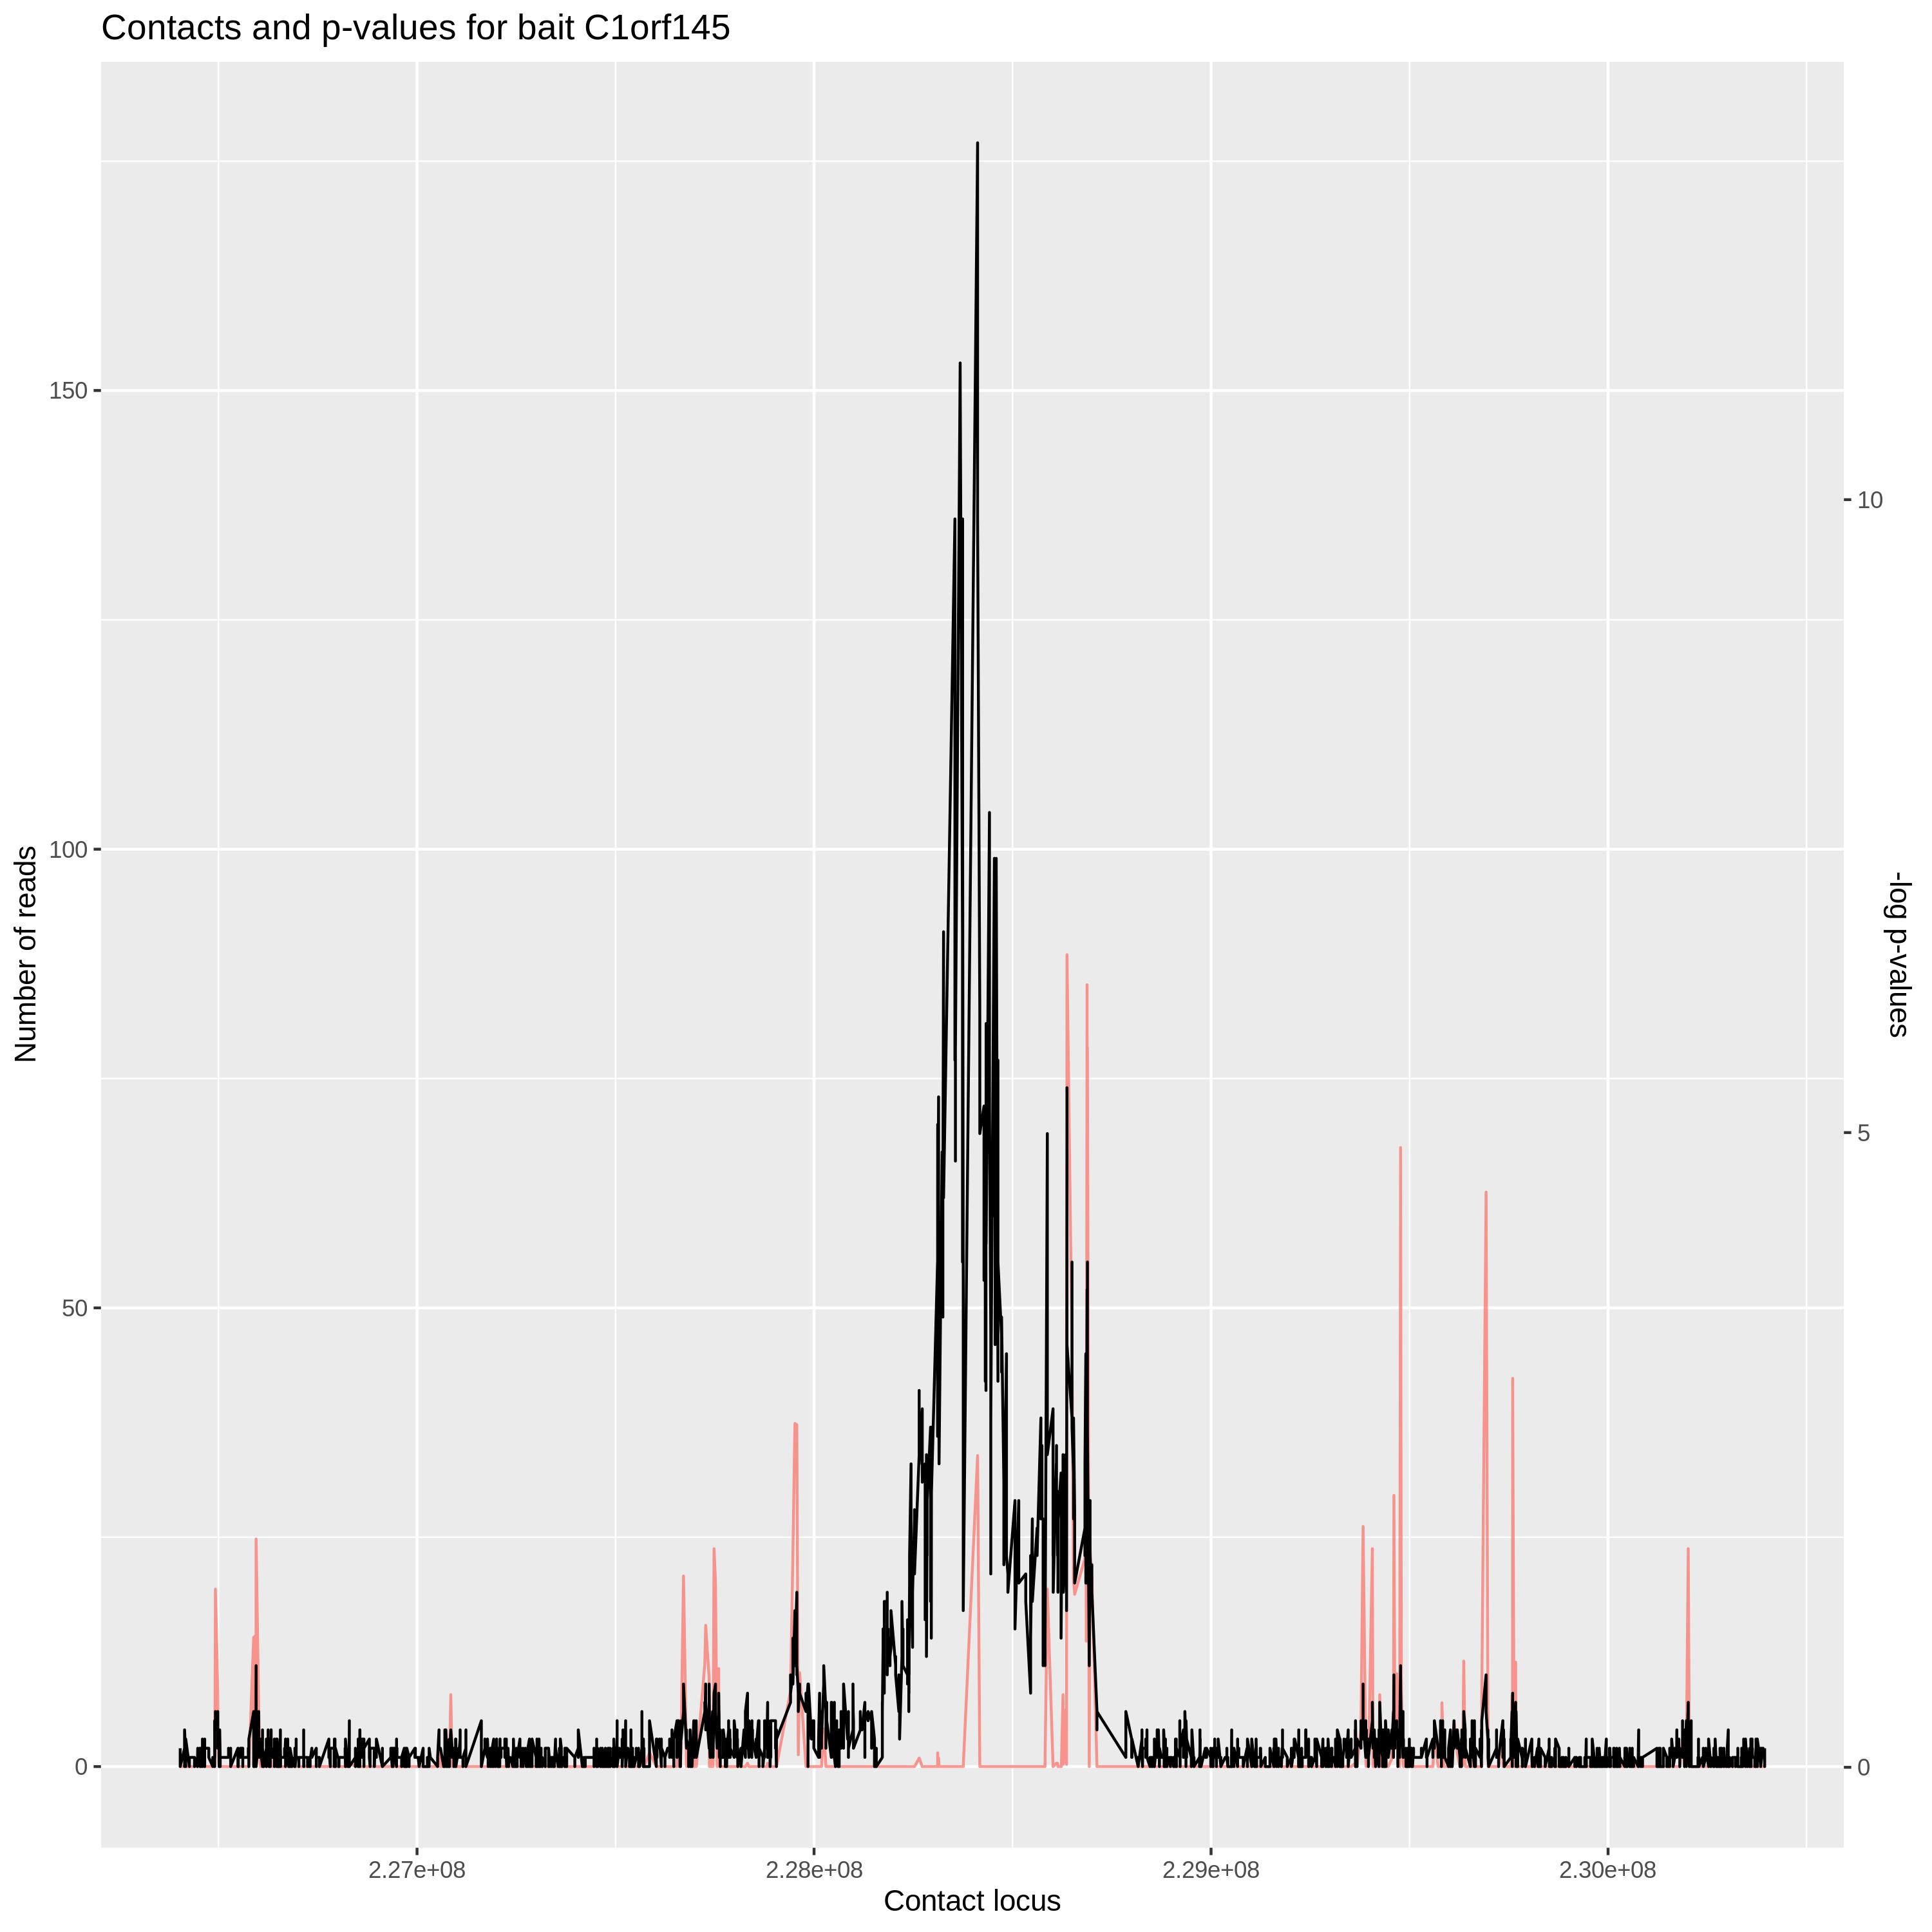 Contacts and p-values for bait C1orf145
150
100
50
0
Number of reads
10
5
0
-log p-values
2.27e+08
2.28e+08
2.29e+08
2.30e+08
Contact locus